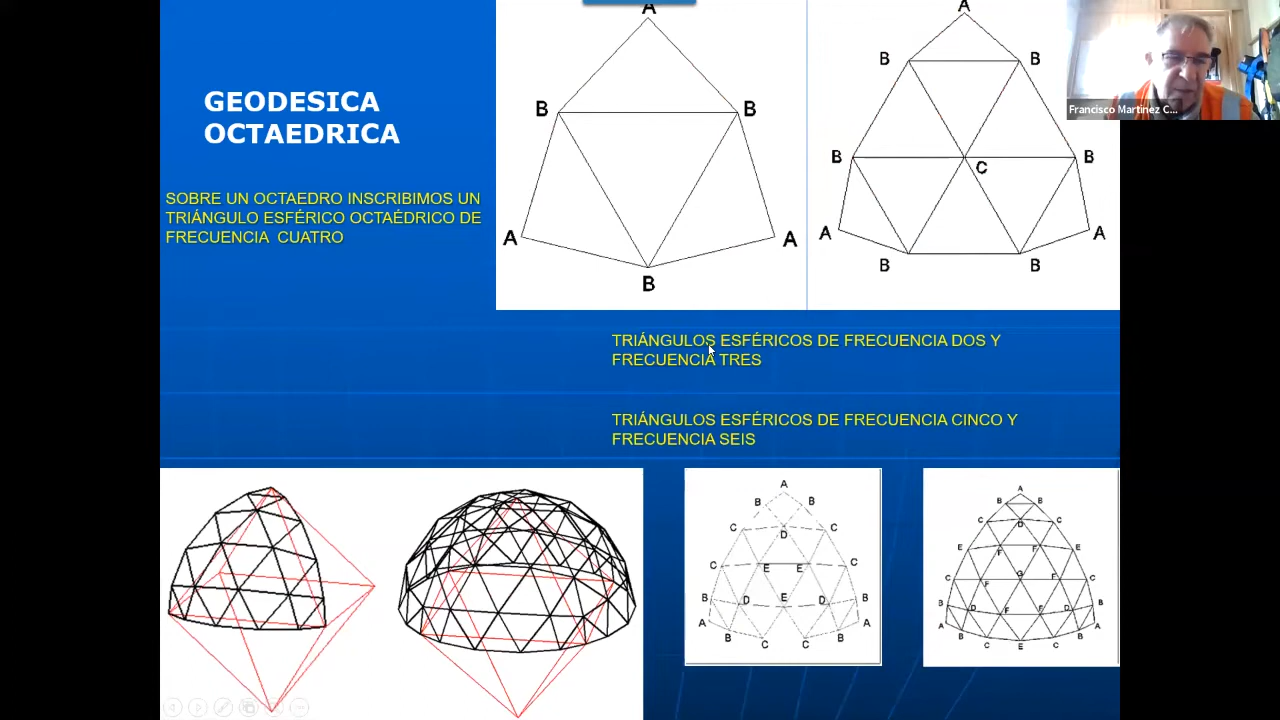 GEODESICA
OCTAEDRICA
SOBRE UN OCTAEDRO INSCRIBIMOS UN
TRIÁNGULO ESFÉRICO OCTAÉDRICO DE
FRECUENCIA CUATRO
A
B B
A A
B
A
B B
B B
C
A A
B B
Francisco Martinez C...
TRIÁNGULOS ESFÉRICOS DE FRECUENCIA DOS Y
FRECUENCIA TRES
TRIÁNGULOS ESFÉRICOS DE FRECUENCIA CINCO Y
FRECUENCIA SEIS
A
B B
C C
D
C E E C
B D E D B
A A
B B
C C
A
B B
C C
D
E F F E
C F G F C
B D F F D B
A A
B B
C E C